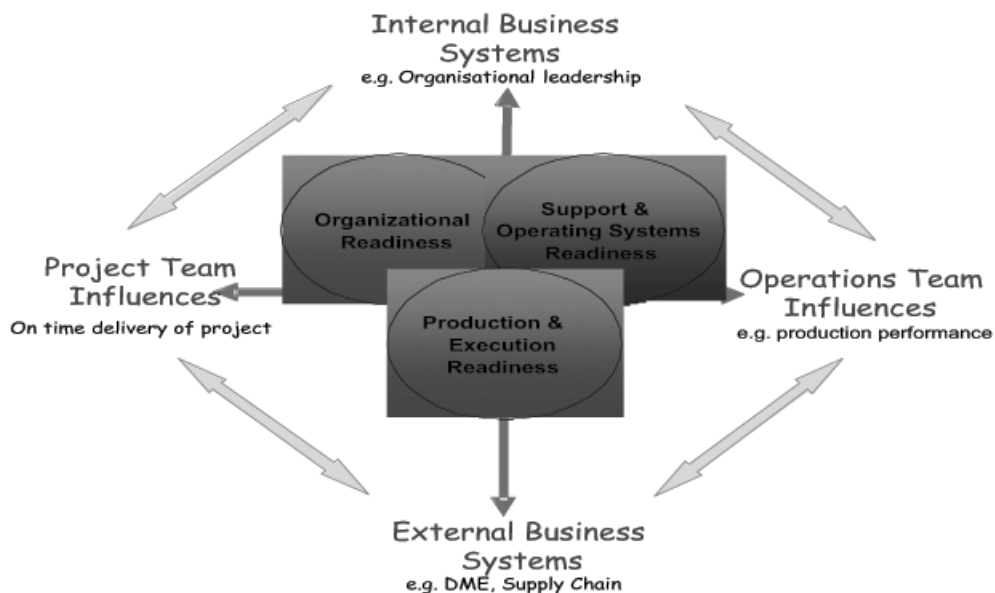 Internal Business
Systems
e.g. Organisational leadership
Organizational
Readiness
Support &
Operating Systems
Readiness
Project Team
Influences
On time delivery of project
Operations Team
Influences
e.g. production performance
Production &
Execution
Readiness
External Business
Systems
e.g. DME, Supply Chain